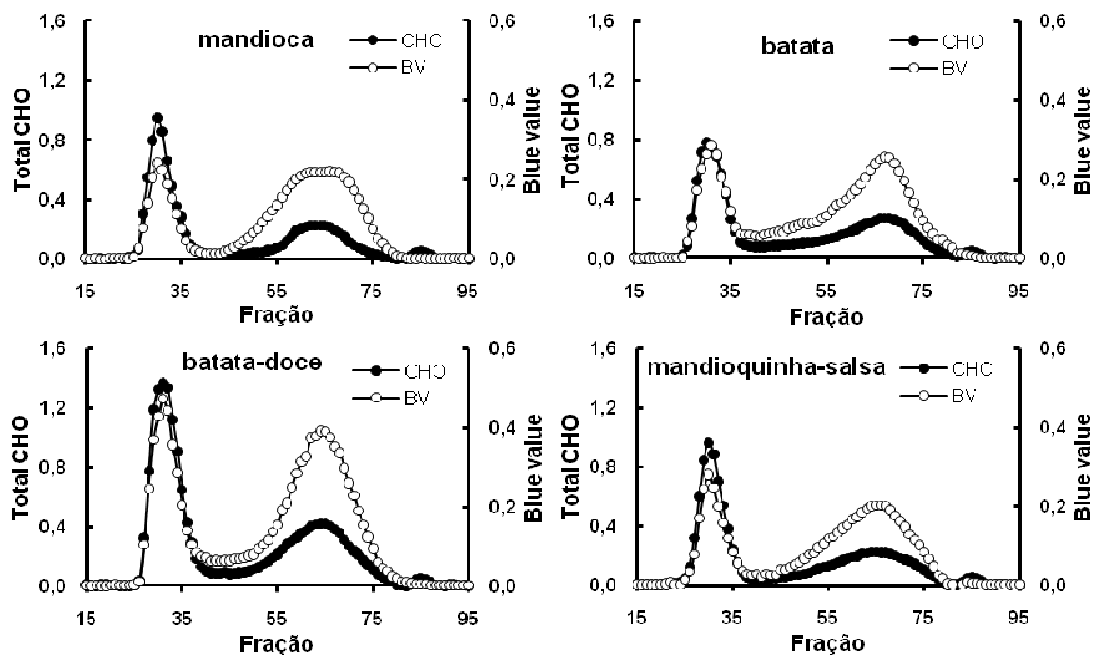 mandioca
CHC
BV
1,6
1,2
0,8
0,4
0,0
Total CHO
0,6
0,4
0,2
0,0
Blue value
15 35 55 75 95
Fração
batata
CHO
BV
1,6
1,2
0,8
0,4
0,0
Total CHO
0,6
0,4
0,2
0,0
Blue value
15 35 55 75 95
Fração
batata-doce
CHO
BV
1,6
1,2
0,8
0,4
0,0
Total CHO
0,6
0,4
0,2
0,0
Blue value
15 35 55 75 95
Fração
mandioquinha-salsa
CHC
BV
1,6
1,2
0,8
0,4
0,0
Total CHO
0,6
0,4
0,2
0,0
Blue value
15 35 55 75 95
Fração